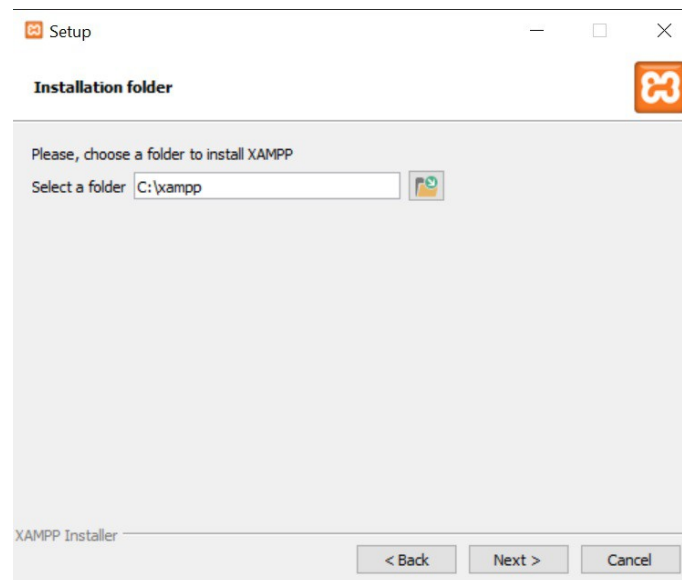 Setup
Installation folder
Please, choose a folder to install XAMPP
Select a folder C:\xampp
XAMPP Installer
< Back Next > Cancel